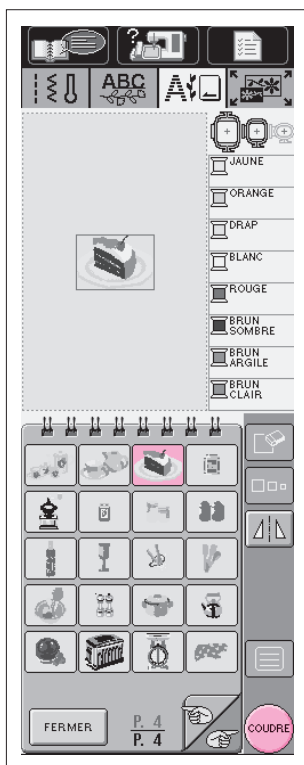 ABC
A
JAUNE
ORANGE
DRAP
BLANC
ROUGE
BRUN
SOMBRE
BRUN
ARGILE
BRUN
CLAIR
FERMER
P. 4
P. 4
COUDRE